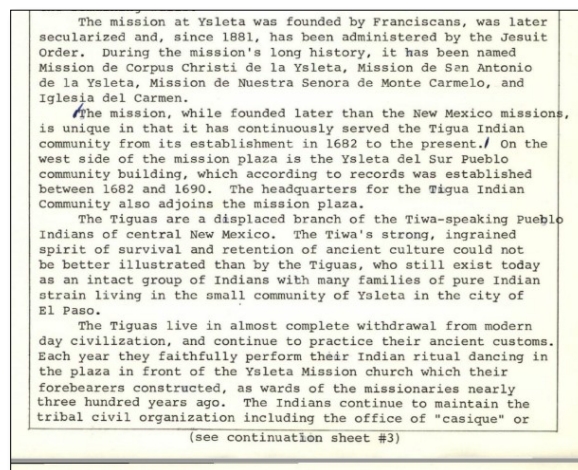 The mission at Ysleta was founded by Franciscans, was later
secularized and, since 1881, has been administered by the Jesuit
Order. During the mission's long history, it has been named
Mission de Corpus Christi de la Ysleta, Mission de San Antonio
de la Ysleta, Mission de Nuestra Senora de Monte Carmelo, and
Iglesia del Carmen.
The mission, while founded later than the New Mexico missions,
is unique in that it has continuously served the Tigua Indian
community from its establishment in 1682 to the present. On the
west side of the mission plaza is the Ysleta del Sur Pueblo
community building, which according to records was established
between 1682 and 1690. The headquarters for the Tigua Indian
Community also adjoins the mission plaza.
The Tiguas are a displaced branch of the Tiwa-speaking Pueblo
Indians of central New Mexico. The Tiwa's strong, ingrained
spirit of survival and retention of ancient culture could not
be better illustrated than by the Tiguas, who still exist today
as an intact group of Indians with many families of pure Indian
strain living in the small community of Ysleta in the city of
El Paso.
The Tiguas live in almost complete withdrawal from modern
day civilization, and continue to practice their ancient customs.
Each year they faithfully perform their Indian ritual dancing in
the plaza in front of the Ysleta Mission church which their
forebearers constructed, as wards of the missionaries nearly
three hundred years ago. The Indians continue to maintain the
tribal civil organization including the office of "casique" or
(see continuation sheet #3)